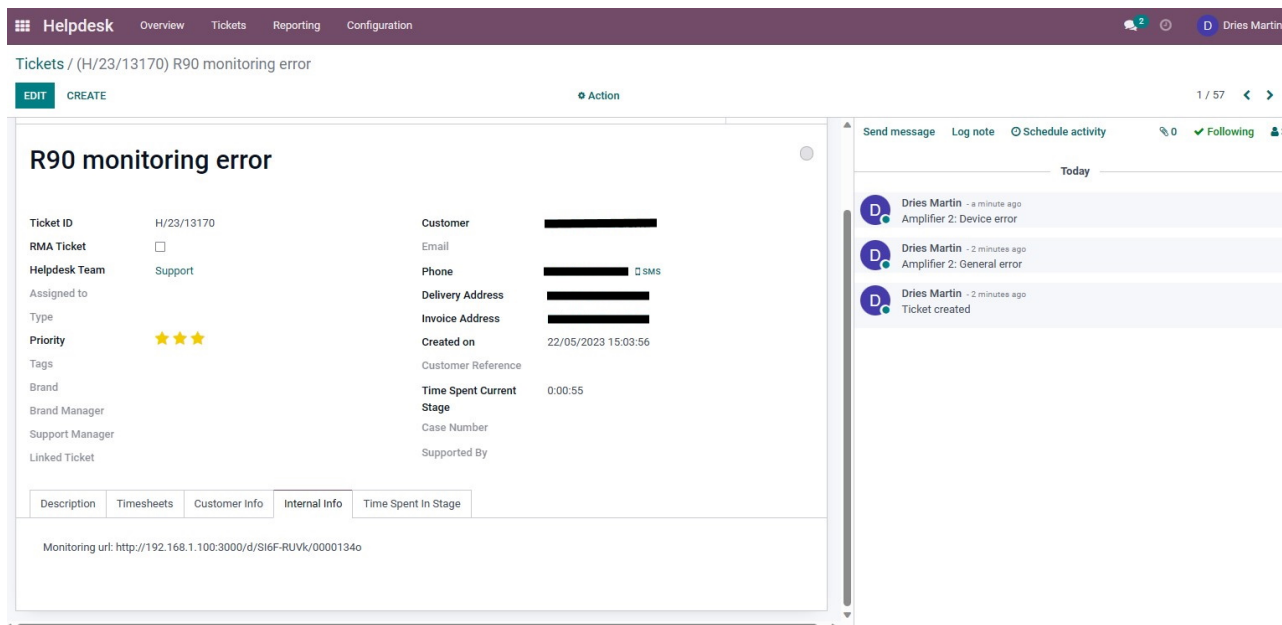 Helpdesk Overview Tickets Reporting Configuration 2 D Dries Martin
Tickets / (H/23/13170) R90 monitoring error
EDIT CREATE Action 1 / 57
Send message Log note Schedule activity 0 Following
Today
R90 monitoring error
Ticket ID H/23/13170
RMA Ticket
Helpdesk Team Support
Assigned to
Type
Priority
Tags
Brand
Brand Manager
Support Manager
Linked Ticket
Customer
Email
Phone SMS
Delivery Address
Invoice Address
Created on 22/05/2023 15:03:56
Customer Reference
Time Spent Current 0:00:55
Stage
Case Number
Supported By
Description Timesheets Customer Info Internal Info Time Spent In Stage
Monitoring url: http://192.168.1.100:3000/d/SI6F-RUVk/0000134o
D Dries Martin - a minute ago
Amplifier 2: Device error
D Dries Martin - 2 minutes ago
Amplifier 2: General error
D Dries Martin - 2 minutes ago
Ticket created